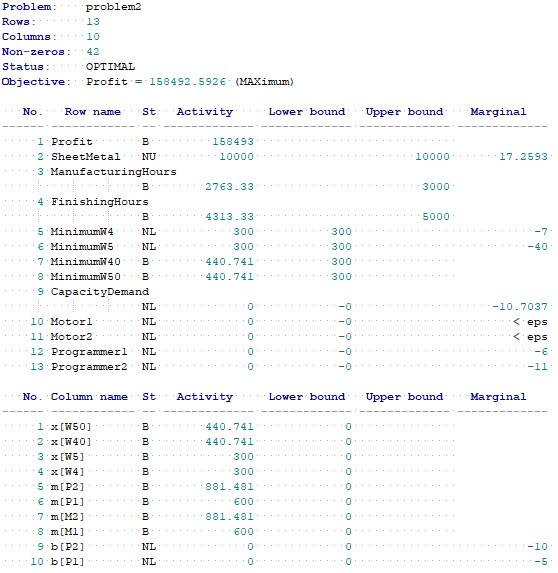 Problem: problem2
Rows: 13
Columns: 10
Non-zeros: 42
Status: OPTIMAL
Objective: Profit = 158492.5926 (MAXimum)
No. Row name St Activity Lower bound Upper bound Marginal
------ ------------ -- ------------- ------------- ------------- -------------
1 Profit B 158493
2 SheetMetal NU 10000 10000 17.2593
3 ManufacturingHours
B 2763.33 3000
4 FinishingHours
B 4313.33 5000
5 MinimumW4 NL 300 300 -7
6 MinimumW5 NL 300 300 -40
7 MinimumW40 B 440.741 300
8 MinimumW50 B 440.741 300
9 CapacityDemand
NL 0 -0 -10.7037
10 Motor1 NL 0 -0 < eps
11 Motor2 NL 0 -0 < eps
12 Programmer1 NL 0 -0 -6
13 Programmer2 NL 0 -0 -11
No. Column name St Activity Lower bound Upper bound Marginal
------ ------------ -- ------------- ------------- ------------- -------------
1 x[W50] B 440.741 0
2 x[W40] B 440.741 0
3 x[W5] B 300 0
4 x[W4] B 300 0
5 m[P2] B 881.481 0
6 m[P1] B 600 0
7 m[M2] B 881.481 0
8 m[M1] B 600 0
9 b[P2] NL 0 0 -10
10 b[P1] NL 0 0 -5